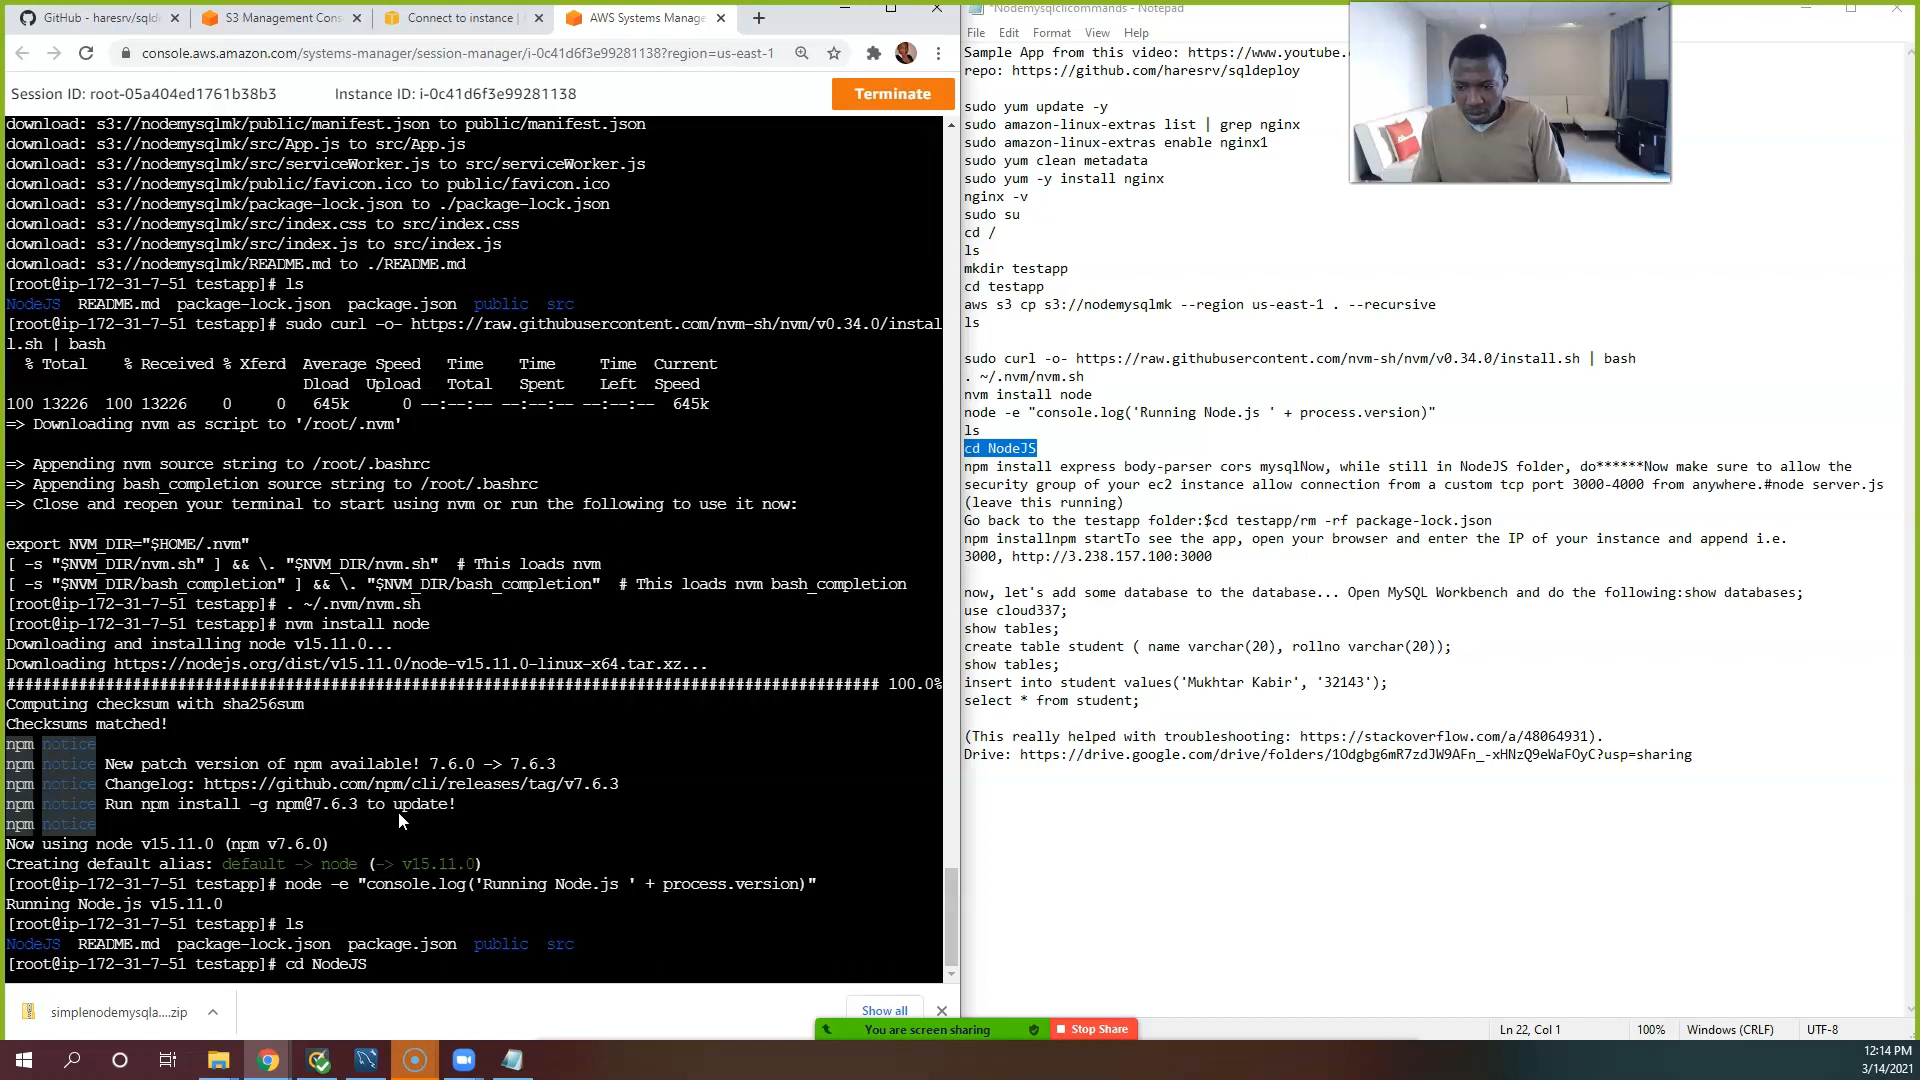 GitHub - haresrv/sqlde
S3 Management Cons
Connect to instance |
AWS Systems Manage
console.aws.amazon.com/systems-manager/session-manager/i-0c41d6f3e99281138?region=us-east-1
Session ID: root-05a404ed1761b38b3
Instance ID: i-0c41d6f3e99281138
Terminate
download: s3://nodemysqlmk/public/manifest.json to public/manifest.json
download: s3://nodemysqlmk/src/App.js to src/App.js
download: s3://nodemysqlmk/src/serviceWorker.js to src/serviceWorker.js
download: s3://nodemysqlmk/public/favicon.ico to public/favicon.ico
download: s3://nodemysqlmk/package-lock.json to ./package-lock.json
download: s3://nodemysqlmk/src/index.css to src/index.css
download: s3://nodemysqlmk/src/index.js to src/index.js
download: s3://nodemysqlmk/README.md to ./README.md
[root@ip-172-31-7-51 testapp]# ls
NodeJS README.md package-lock.json package.json public src
[root@ip-172-31-7-51 testapp]# sudo curl -o- https://raw.githubusercontent.com/nvm-sh/nvm/v0.34.0/instal
l.sh | bash
% Total % Received % Xferd Average Speed Time Time Time Current
Dload Upload Total Spent Left Speed
100 13226 100 13226 0 0 645k 0 --:--:-- --:--:-- --:--:-- 645k
=> Downloading nvm as script to '/root/.nvm'
=> Appending nvm source string to /root/.bashrc
=> Appending bash_completion source string to /root/.bashrc
=> Close and reopen your terminal to start using nvm or run the following to use it now:
export NVM_DIR="$HOME/.nvm"
[ -s "$NVM_DIR/nvm.sh" ] && \. "$NVM_DIR/nvm.sh" # This loads nvm
[ -s "$NVM_DIR/bash_completion" ] && \. "$NVM_DIR/bash_completion" # This loads nvm bash_completion
[root@ip-172-31-7-51 testapp]# . ~/.nvm/nvm.sh
[root@ip-172-31-7-51 testapp]# nvm install node
Downloading and installing node v15.11.0...
Downloading https://nodejs.org/dist/v15.11.0/node-v15.11.0-linux-x64.tar.xz...
################################################################################################# 100.0%
Computing checksum with sha256sum
Checksums matched!
npm notice
npm notice New patch version of npm available! 7.6.0 -> 7.6.3
npm notice Changelog: https://github.com/npm/cli/releases/tag/v7.6.3
npm notice Run npm install -g npm@7.6.3 to update!
npm notice
Now using node v15.11.0 (npm v7.6.0)
Creating default alias: default -> node (-> v15.11.0)
[root@ip-172-31-7-51 testapp]# node -e "console.log('Running Node.js ' + process.version)"
Running Node.js v15.11.0
[root@ip-172-31-7-51 testapp]# ls
NodeJS README.md package-lock.json package.json public src
[root@ip-172-31-7-51 testapp]# cd NodeJS
simplenodemysqla....zip
Show all
*Nodemysqlclicommands - Notepad
File Edit Format View Help
Sample App from this video: https://www.youtube.
repo: https://github.com/haresrv/sqldeploy
sudo yum update -y
sudo amazon-linux-extras list | grep nginx
sudo amazon-linux-extras enable nginx1
sudo yum clean metadata
sudo yum -y install nginx
nginx -v
sudo su
cd /
ls
mkdir testapp
cd testapp
aws s3 cp s3://nodemysqlmk --region us-east-1 . --recursive
ls
sudo curl -o- https://raw.githubusercontent.com/nvm-sh/nvm/v0.34.0/install.sh | bash
. ~/.nvm/nvm.sh
nvm install node
node -e "console.log('Running Node.js ' + process.version)"
ls
cd NodeJS
npm install express body-parser cors mysqlNow, while still in NodeJS folder, do******Now make sure to allow the
security group of your ec2 instance allow connection from a custom tcp port 3000-4000 from anywhere.#node server.js
(leave this running)
Go back to the testapp folder:$cd testapp/rm -rf package-lock.json
npm installnpm startTo see the app, open your browser and enter the IP of your instance and append i.e.
3000, http://3.238.157.100:3000
now, let's add some database to the database... Open MySQL Workbench and do the following:show databases;
use cloud337;
show tables;
create table student ( name varchar(20), rollno varchar(20));
show tables;
insert into student values('Mukhtar Kabir', '32143');
select * from student;
(This really helped with troubleshooting: https://stackoverflow.com/a/48064931).
Drive: https://drive.google.com/drive/folders/1Odgbg6mR7zdJW9AFn_-xHNzQ9eWaFOyC?usp=sharing
You are screen sharing
Stop Share
Ln 22, Col 1
100%
Windows (CRLF)
UTF-8
12:14 PM
3/14/2021